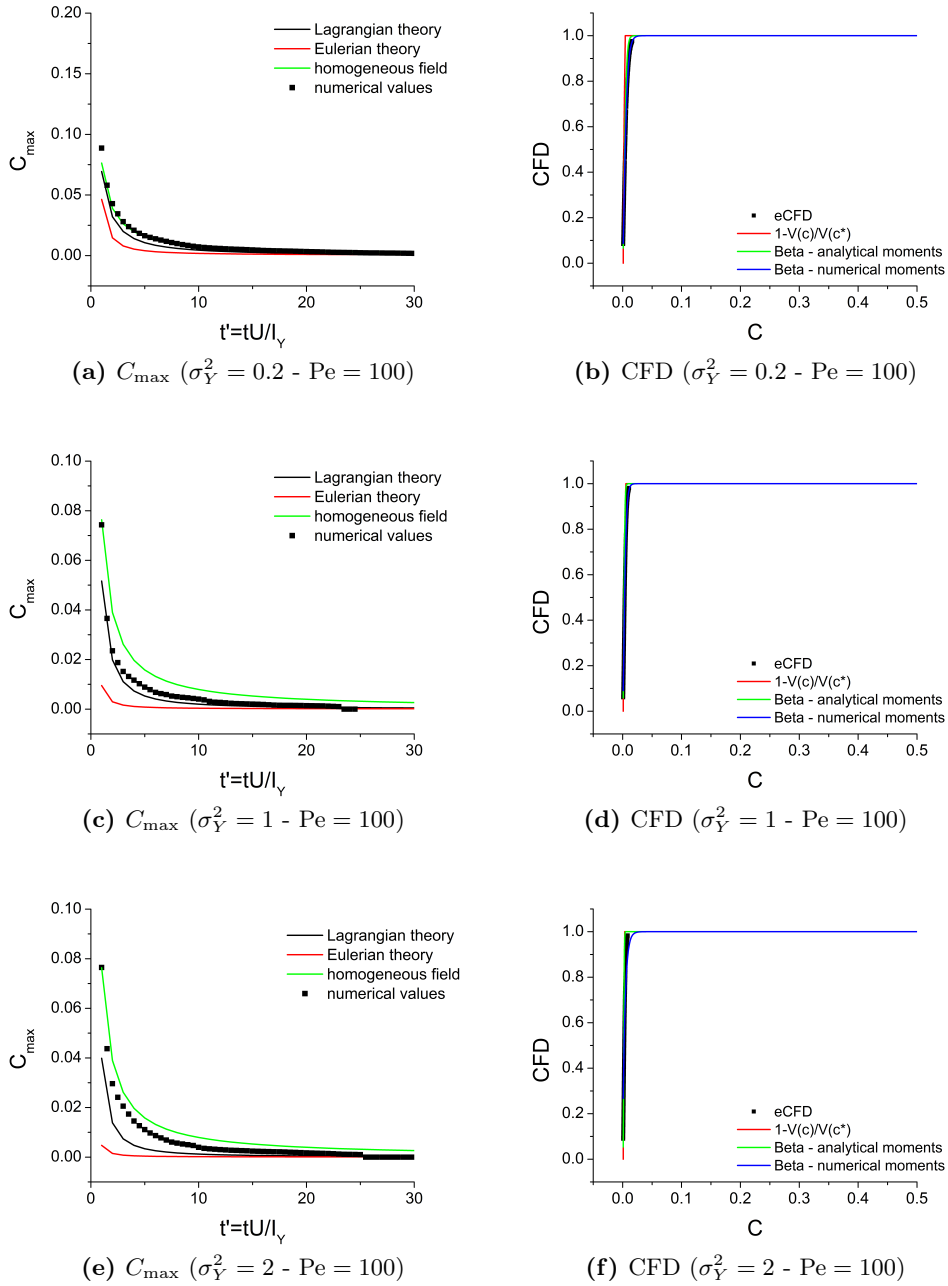 0.20
0.15
0.10
0.05
0.00
0
10
20
30
C_max
t'=tU/I_Y
Lagrangian theory
Eulerian theory
homogeneous field
numerical values
(a) C_max (σ_Y^2 = 0.2 - Pe = 100)
1.0
0.8
0.6
0.4
0.2
0.0
0.0
0.1
0.2
0.3
0.4
0.5
CFD
C
eCFD
1-V(c)/V(c*)
Beta - analytical moments
Beta - numerical moments
(b) CFD (σ_Y^2 = 0.2 - Pe = 100)
0.10
0.08
0.06
0.04
0.02
0.00
0
10
20
30
C_max
t'=tU/I_Y
Lagrangian theory
Eulerian theory
homogeneous field
numerical values
(c) C_max (σ_Y^2 = 1 - Pe = 100)
1.0
0.8
0.6
0.4
0.2
0.0
0.0
0.1
0.2
0.3
0.4
0.5
CFD
C
eCFD
1-V(c)/V(c*)
Beta - analytical moments
Beta - numerical moments
(d) CFD (σ_Y^2 = 1 - Pe = 100)
0.10
0.08
0.06
0.04
0.02
0.00
0
10
20
30
C_max
t'=tU/I_Y
Lagrangian theory
Eulerian theory
homogeneous field
numerical values
(e) C_max (σ_Y^2 = 2 - Pe = 100)
1.0
0.8
0.6
0.4
0.2
0.0
0.0
0.1
0.2
0.3
0.4
0.5
CFD
C
eCFD
1-V(c)/V(c*)
Beta - analytical moments
Beta - numerical moments
(f) CFD (σ_Y^2 = 2 - Pe = 100)